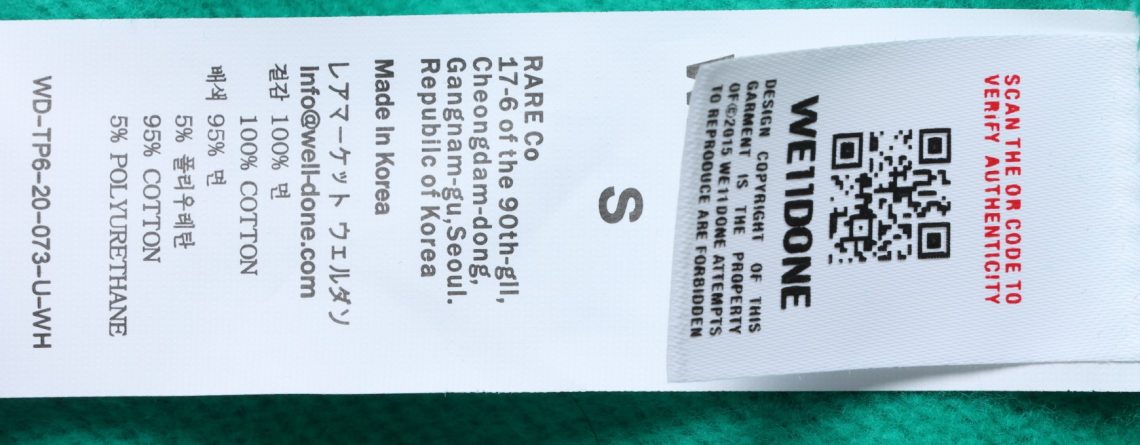 SCAN THE QR CODE TO
VERIFY AUTHENTICITY
WE11DONE
DESIGN COPYRIGHT OF THIS
GARMENT IS THE PROPERTY
OF©2015 WE11DONE ATTEMPTS
TO REPRODUCE ARE FORBIDDEN
S
RARE Co
17-6 of the 90th-gil,
Cheongdam-dong,
Gangnam-gu,Seoul.
Republic of Korea
Made In Korea
レアマーケット ウェルダン
Info@well-done.com
겉감 100% 면
100% COTTON
배색 95% 면
5% 폴리우레탄
95% COTTON
5% POLYURETHANE
WD-TP6-20-073-U-WH